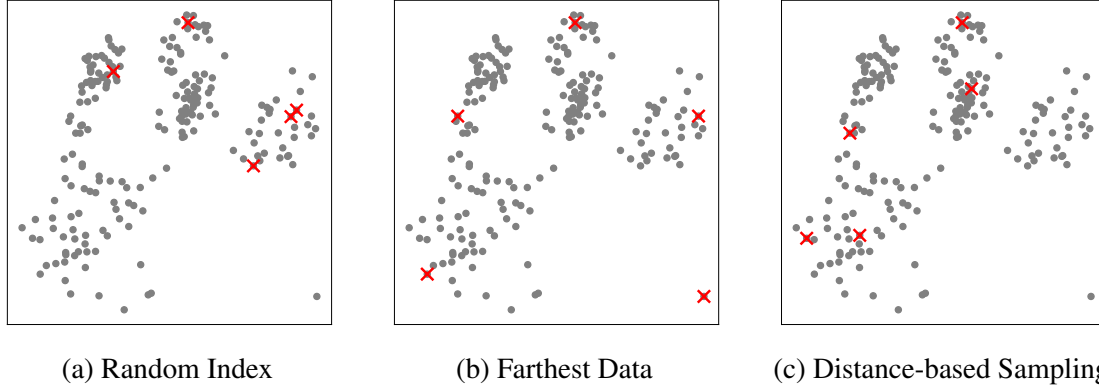 (a) Random Index
(b) Farthest Data
(c) Distance-based Sampling